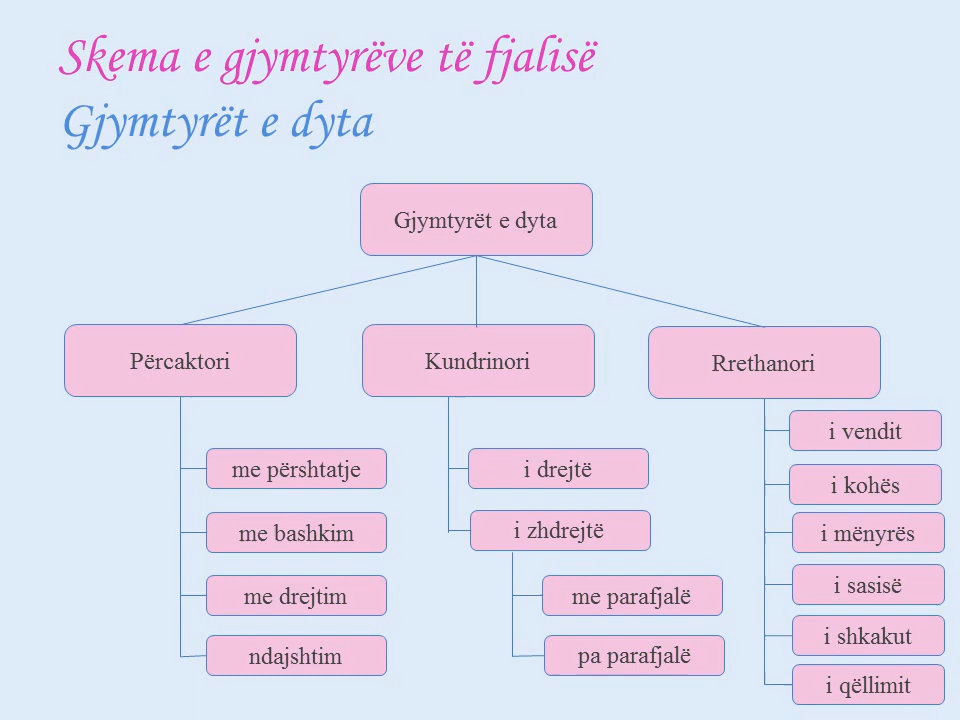 Skema e gjymtyrëve të fjalisë
Gjymtyrët e dyta
Gjymtyrët e dyta
Përcaktori
Kundrinori
Rrethanori
me përshtatje
me bashkim
me drejtim
ndajshtim
i drejtë
i zhdrejtë
me parafjalë
pa parafjalë
i vendit
i kohës
i mënyrës
i sasisë
i shkakut
i qëllimit